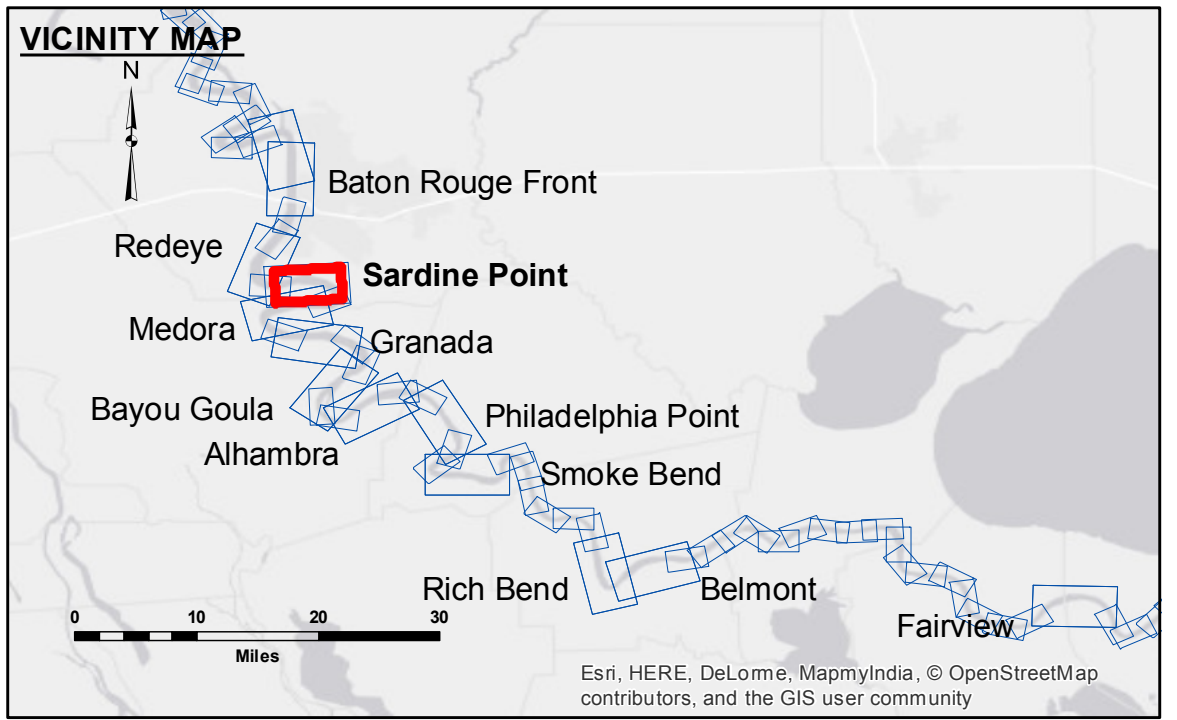 VICINITY MAP
N
Baton Rouge Front
Redeye
Sardine Point
Medora
Granada
Bayou Goula
Philadelphia Point
Alhambra
Smoke Bend
Rich Bend
Belmont
Fairview
0 10 20 30
Miles
Esri, HERE, DeLorme, MapmyIndia, © OpenStreetMap
contributors, and the GIS user community